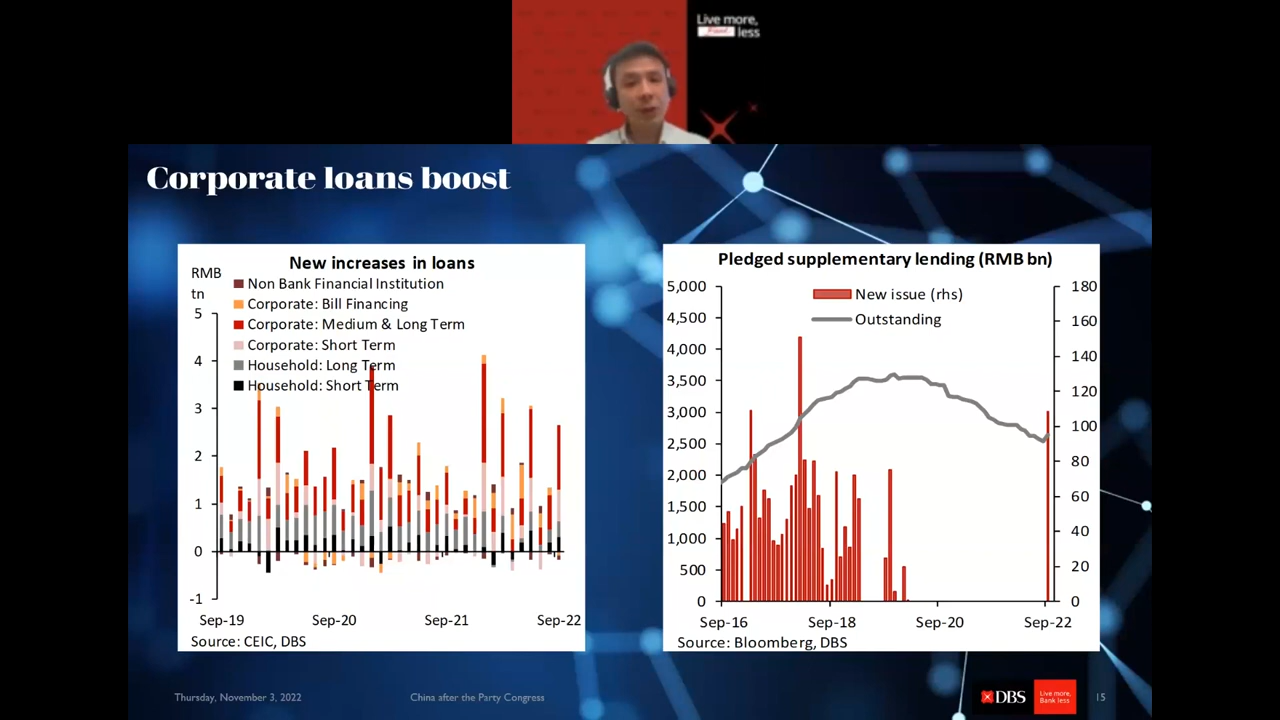 Live more,
Bank less
Corporate loans boost
New increases in loans
RMB
tn
Non Bank Financial Institution
Corporate: Bill Financing
Corporate: Medium & Long Term
Corporate: Short Term
Household: Long Term
Household: Short Term
5
4
3
2
1
0
-1
Sep-19 Sep-20 Sep-21 Sep-22
Source: CEIC, DBS
Pledged supplementary lending (RMB bn)
New issue (rhs)
Outstanding
5,000 180
4,500 160
4,000 140
3,500 120
3,000 100
2,500 80
2,000 60
1,500 40
1,000 20
500 0
0
Sep-16 Sep-18 Sep-20 Sep-22
Source: Bloomberg, DBS
Thursday, November 3, 2022
China after the Party Congress
DBS
Live more,
Bank less
15